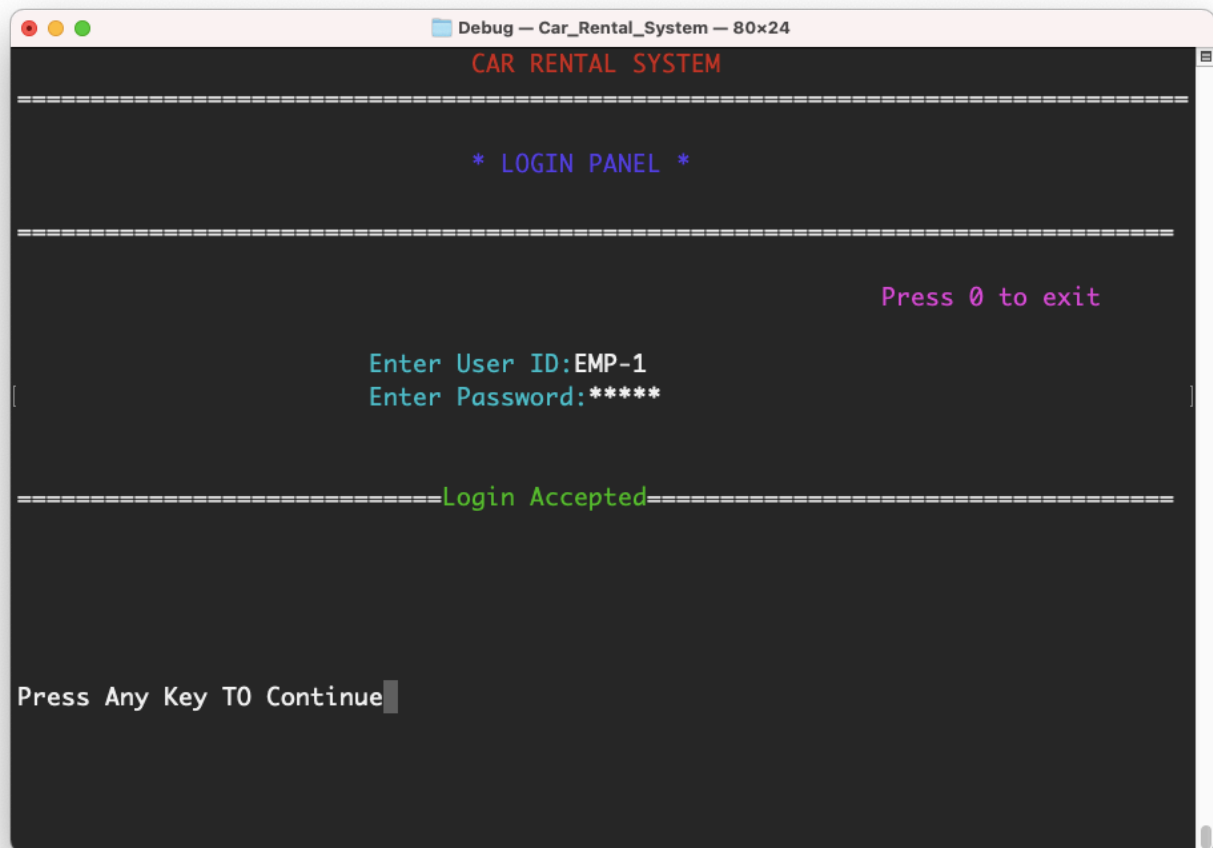 Debug — Car_Rental_System — 80×24
CAR RENTAL SYSTEM
================================================================================
* LOGIN PANEL *
===============================================================================
Press 0 to exit
Enter User ID:EMP-1
Enter Password:*****
=============================Login Accepted====================================
Press Any Key TO Continue